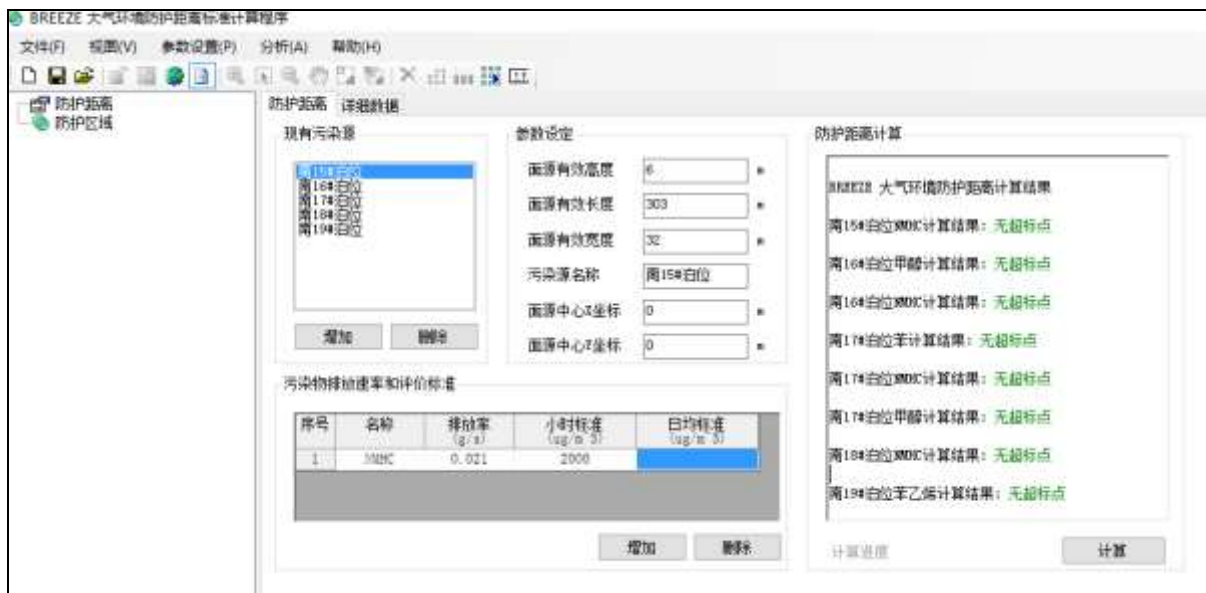 BREEZE 大气环境防护距离标准计算程序
文件(F) 视图(V) 参数设置(P) 分析(A) 帮助(H)
防护距离
防护区域
防护距离 详细数据
现有污染源
南15#泊位
南16#泊位
南17#泊位
南18#泊位
南19#泊位
增加 删除
参数设定
面源有效高度 6 m
面源有效长度 303 m
面源有效宽度 32 m
污染源名称 南15#泊位
面源中心X坐标 0 m
面源中心Y坐标 0 m
污染物排放速率和评价标准
序号 名称 排放率 小时标准 日均标准
(g/s) (ug/m^3) (ug/m^3)
1 NMHC 0.021 2000
增加 删除
防护距离计算
BREEZE 大气环境防护距离计算结果
南15#泊位NMHC计算结果：无超标点
南16#泊位甲醇计算结果：无超标点
南16#泊位NMHC计算结果：无超标点
南17#泊位苯计算结果：无超标点
南17#泊位NMHC计算结果：无超标点
南17#泊位甲醇计算结果：无超标点
南18#泊位NMHC计算结果：无超标点
南19#泊位苯乙烯计算结果：无超标点
计算进度 计算